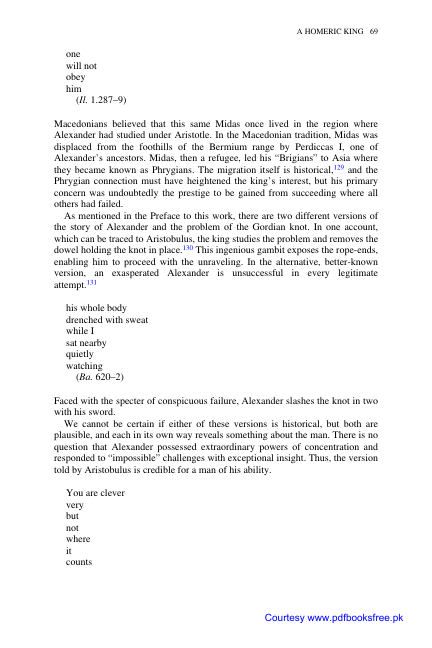 A HOMERIC KING 69
one
will not
obey
him
(Il. 1.287–9)
Macedonians believed that this same Midas once lived in the region where
Alexander had studied under Aristotle. In the Macedonian tradition, Midas was
displaced from the foothills of the Bermium range by Perdiccas I, one of
Alexander's ancestors. Midas, then a refugee, led his “Brigians” to Asia where
they became known as Phrygians. The migration itself is historical,129 and the
Phrygian connection must have heightened the king's interest, but his primary
concern was undoubtedly the prestige to be gained from succeeding where all
others had failed.
As mentioned in the Preface to this work, there are two different versions of
the story of Alexander and the problem of the Gordian knot. In one account,
which can be traced to Aristobulus, the king studies the problem and removes the
dowel holding the knot in place.130 This ingenious gambit exposes the rope-ends,
enabling him to proceed with the unraveling. In the alternative, better-known
version, an exasperated Alexander is unsuccessful in every legitimate
attempt.131
his whole body
drenched with sweat
while I
sat nearby
quietly
watching
(Ba. 620–2)
Faced with the specter of conspicuous failure, Alexander slashes the knot in two
with his sword.
We cannot be certain if either of these versions is historical, but both are
plausible, and each in its own way reveals something about the man. There is no
question that Alexander possessed extraordinary powers of concentration and
responded to “impossible” challenges with exceptional insight. Thus, the version
told by Aristobulus is credible for a man of his ability.
You are clever
very
but
not
where
it
counts
Courtesy www.pdfbooksfree.pk